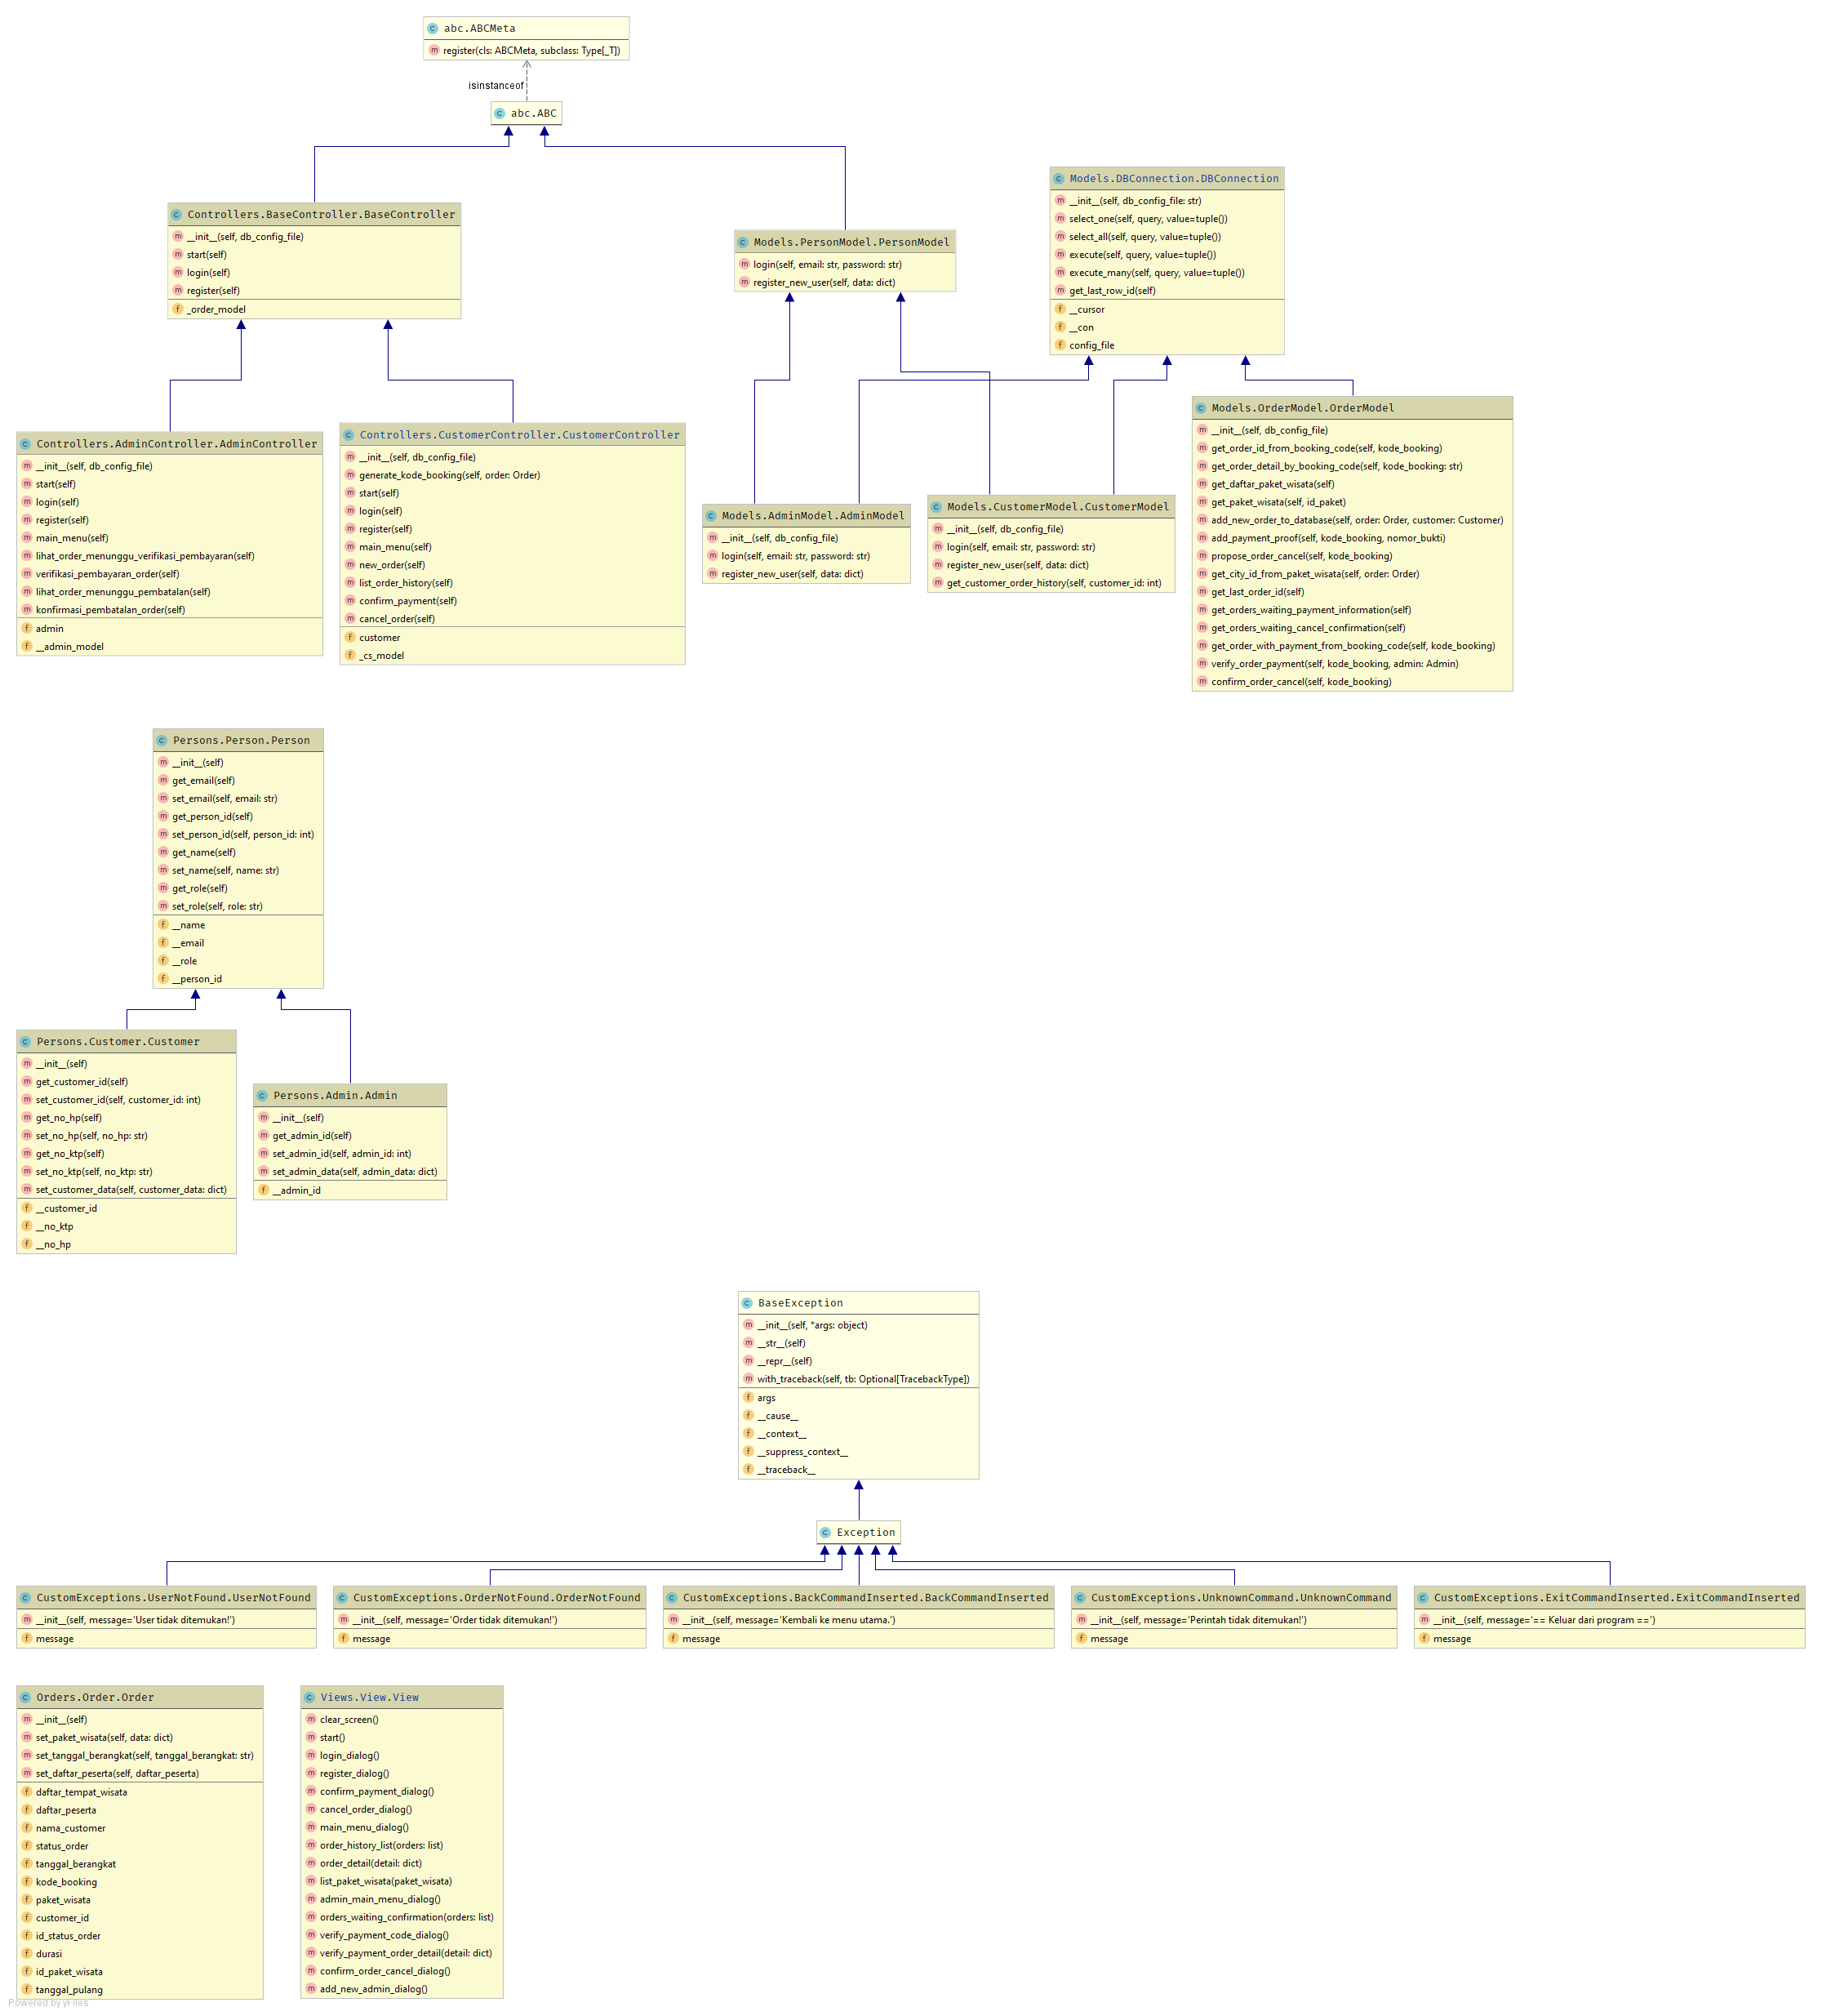 abc.ABCMeta
register(cls: ABCMeta, subclass: Type[_T])
isinstanceof
abc.ABC
Controllers.BaseController.BaseController
__init__(self, db_config_file)
start(self)
login(self)
register(self)
_order_model
Models.PersonModel.PersonModel
login(self, email: str, password: str)
register_new_user(self, data: dict)
Models.DBConnection.DBConnection
__init__(self, db_config_file: str)
select_one(self, query, value=tuple())
select_all(self, query, value=tuple())
execute(self, query, value=tuple())
execute_many(self, query, value=tuple())
get_last_row_id(self)
__cursor
__con
config_file
Controllers.AdminController.AdminController
__init__(self, db_config_file)
start(self)
login(self)
register(self)
main_menu(self)
lihat_order_menunggu_verifikasi_pembayaran(self)
verifikasi_pembayaran_order(self)
lihat_order_menunggu_pembatalan(self)
konfirmasi_pembatalan_order(self)
admin
__admin_model
Controllers.CustomerController.CustomerController
__init__(self, db_config_file)
generate_kode_booking(self, order: Order)
start(self)
login(self)
register(self)
main_menu(self)
new_order(self)
list_order_history(self)
confirm_payment(self)
cancel_order(self)
customer
_cs_model
Models.AdminModel.AdminModel
__init__(self, db_config_file)
login(self, email: str, password: str)
register_new_user(self, data: dict)
Models.CustomerModel.CustomerModel
__init__(self, db_config_file)
login(self, email: str, password: str)
register_new_user(self, data: dict)
get_customer_order_history(self, customer_id: int)
Models.OrderModel.OrderModel
__init__(self, db_config_file)
get_order_id_from_booking_code(self, kode_booking)
get_order_detail_by_booking_code(self, kode_booking: str)
get_daftar_paket_wisata(self)
get_paket_wisata(self, id_paket)
add_new_order_to_database(self, order: Order, customer: Customer)
add_payment_proof(self, kode_booking, nomor_bukti)
propose_order_cancel(self, kode_booking)
get_city_id_from_paket_wisata(self, order: Order)
get_last_order_id(self)
get_orders_waiting_payment_information(self)
get_orders_waiting_cancel_confirmation(self)
get_order_with_payment_from_booking_code(self, kode_booking)
verify_order_payment(self, kode_booking, admin: Admin)
confirm_order_cancel(self, kode_booking)
Persons.Person.Person
__init__(self)
get_email(self)
set_email(self, email: str)
get_person_id(self)
set_person_id(self, person_id: int)
get_name(self)
set_name(self, name: str)
get_role(self)
set_role(self, role: str)
__name
__email
__role
__person_id
Persons.Customer.Customer
__init__(self)
get_customer_id(self)
set_customer_id(self, customer_id: int)
get_no_hp(self)
set_no_hp(self, no_hp: str)
get_no_ktp(self)
set_no_ktp(self, no_ktp: str)
set_customer_data(self, customer_data: dict)
__customer_id
__no_ktp
__no_hp
Persons.Admin.Admin
__init__(self)
get_admin_id(self)
set_admin_id(self, admin_id: int)
set_admin_data(self, admin_data: dict)
__admin_id
BaseException
__init__(self, *args: object)
__str__(self)
__repr__(self)
with_traceback(self, tb: Optional[TracebackType])
args
__cause__
__context__
__suppress_context__
__traceback__
Exception
CustomExceptions.UserNotFound.UserNotFound
__init__(self, message='User tidak ditemukan!')
message
CustomExceptions.OrderNotFound.OrderNotFound
__init__(self, message='Order tidak ditemukan!')
message
CustomExceptions.BackCommandInserted.BackCommandInserted
__init__(self, message='Kembali ke menu utama.')
message
CustomExceptions.UnknownCommand.UnknownCommand
__init__(self, message='Perintah tidak ditemukan!')
message
CustomExceptions.ExitCommandInserted.ExitCommandInserted
__init__(self, message='== Keluar dari program ==')
message
Orders.Order.Order
__init__(self)
set_paket_wisata(self, data: dict)
set_tanggal_berangkat(self, tanggal_berangkat: str)
set_daftar_peserta(self, daftar_peserta)
daftar_tempat_wisata
daftar_peserta
nama_customer
status_order
tanggal_berangkat
kode_booking
paket_wisata
customer_id
id_status_order
durasi
id_paket_wisata
tanggal_pulang
Views.View.View
clear_screen()
start()
login_dialog()
register_dialog()
confirm_payment_dialog()
cancel_order_dialog()
main_menu_dialog()
order_history_list(orders: list)
order_detail(detail: dict)
list_paket_wisata(paket_wisata)
admin_main_menu_dialog()
orders_waiting_confirmation(orders: list)
verify_payment_code_dialog()
verify_payment_order_detail(detail: dict)
confirm_order_cancel_dialog()
add_new_admin_dialog()
Powered by yFiles